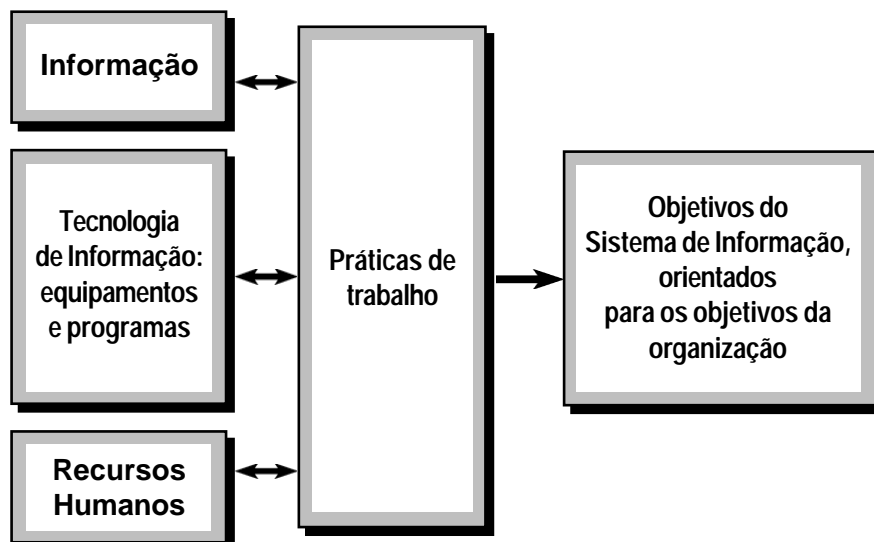 Informação
Tecnologia
de Informação:
equipamentos
e programas
Recursos
Humanos
Práticas de
trabalho
Objetivos do
Sistema de Informação,
orientados
para os objetivos da
organização